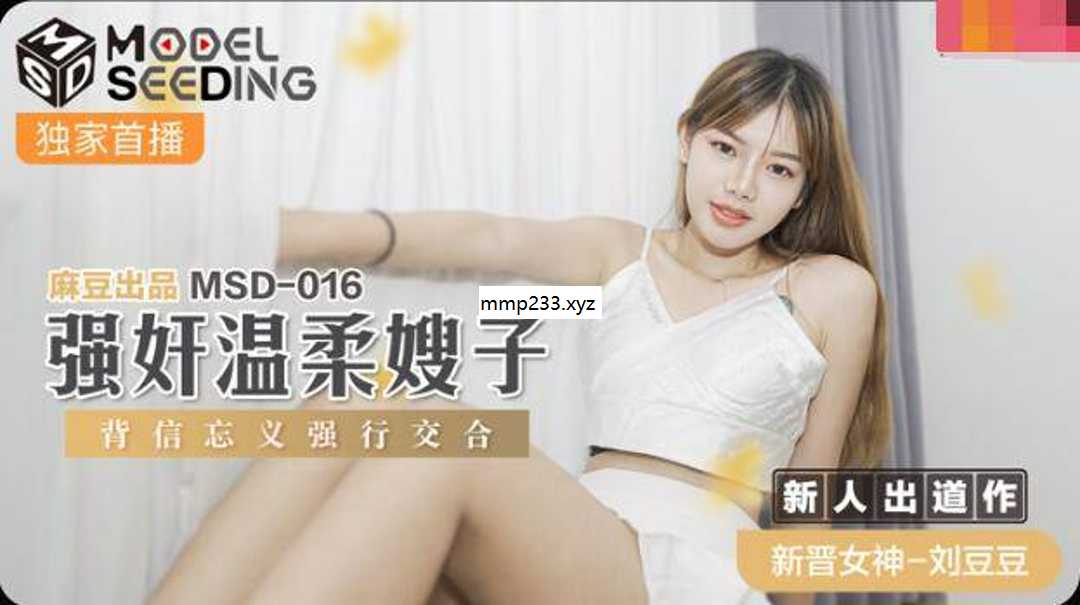 MSD
MODEL
SEEDING
独家首播
麻豆出品 MSD-016
mmp233.xyz
强奸温柔嫂子
背信忘义强行交合
新人出道作
新晋女神-刘豆豆